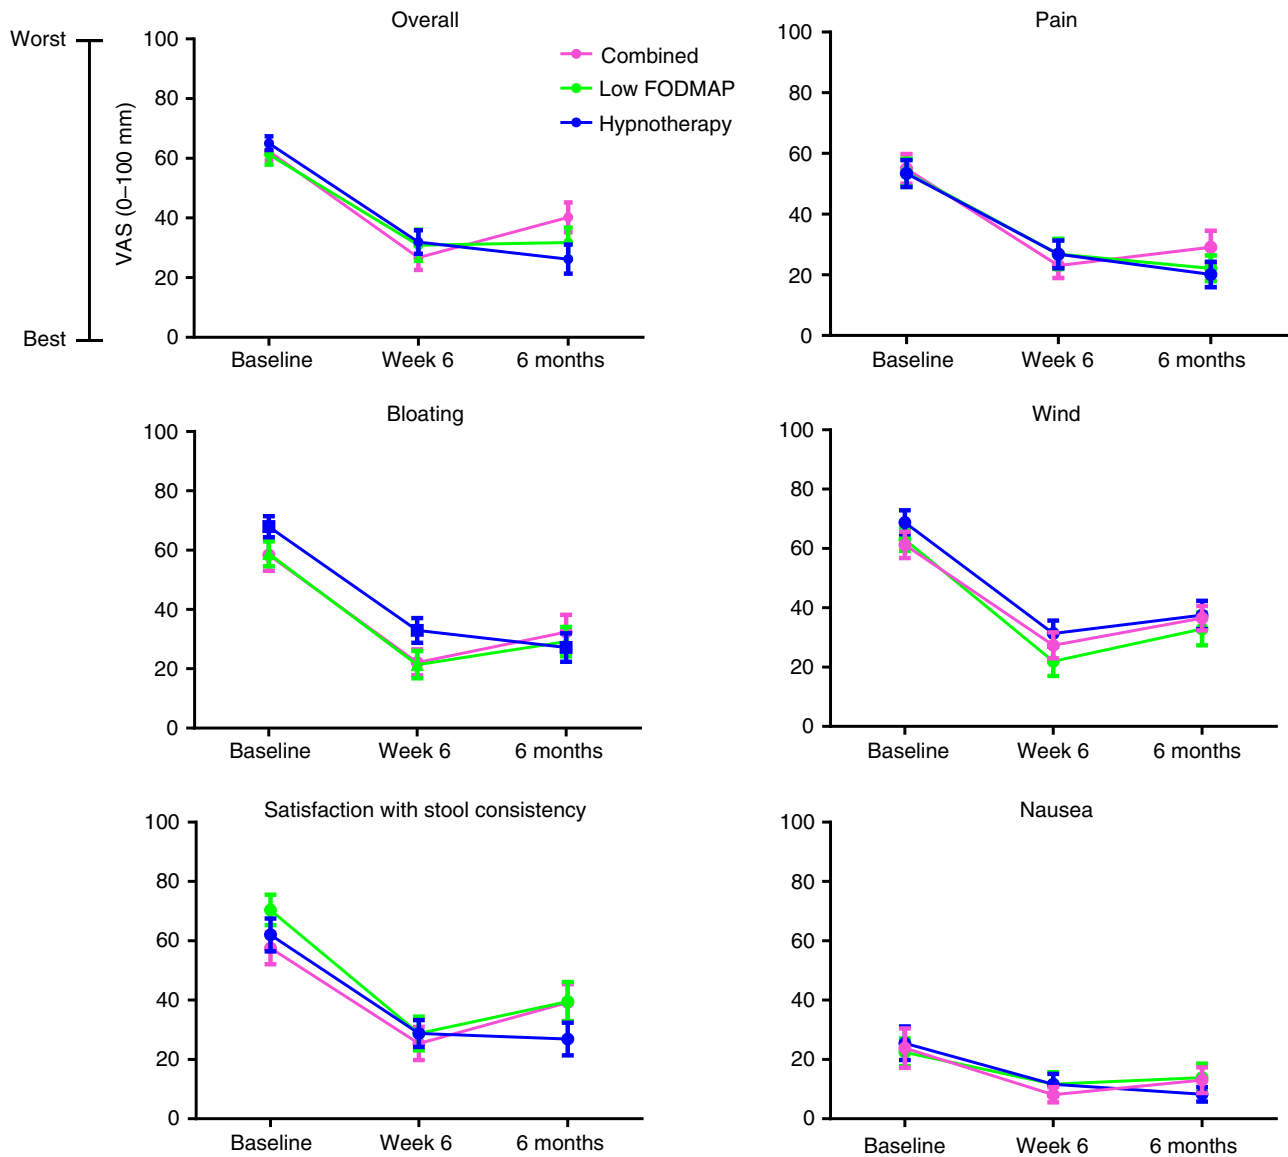 Overall
Worst
Best
VAS (0–100 mm)
100
80
60
40
20
0
Baseline Week 6 6 months
Combined
Low FODMAP
Hypnotherapy
Pain
100
80
60
40
20
0
Baseline Week 6 6 months
Bloating
100
80
60
40
20
0
Baseline Week 6 6 months
Wind
100
80
60
40
20
0
Baseline Week 6 6 months
Satisfaction with stool consistency
100
80
60
40
20
0
Baseline Week 6 6 months
Nausea
100
80
60
40
20
0
Baseline Week 6 6 months